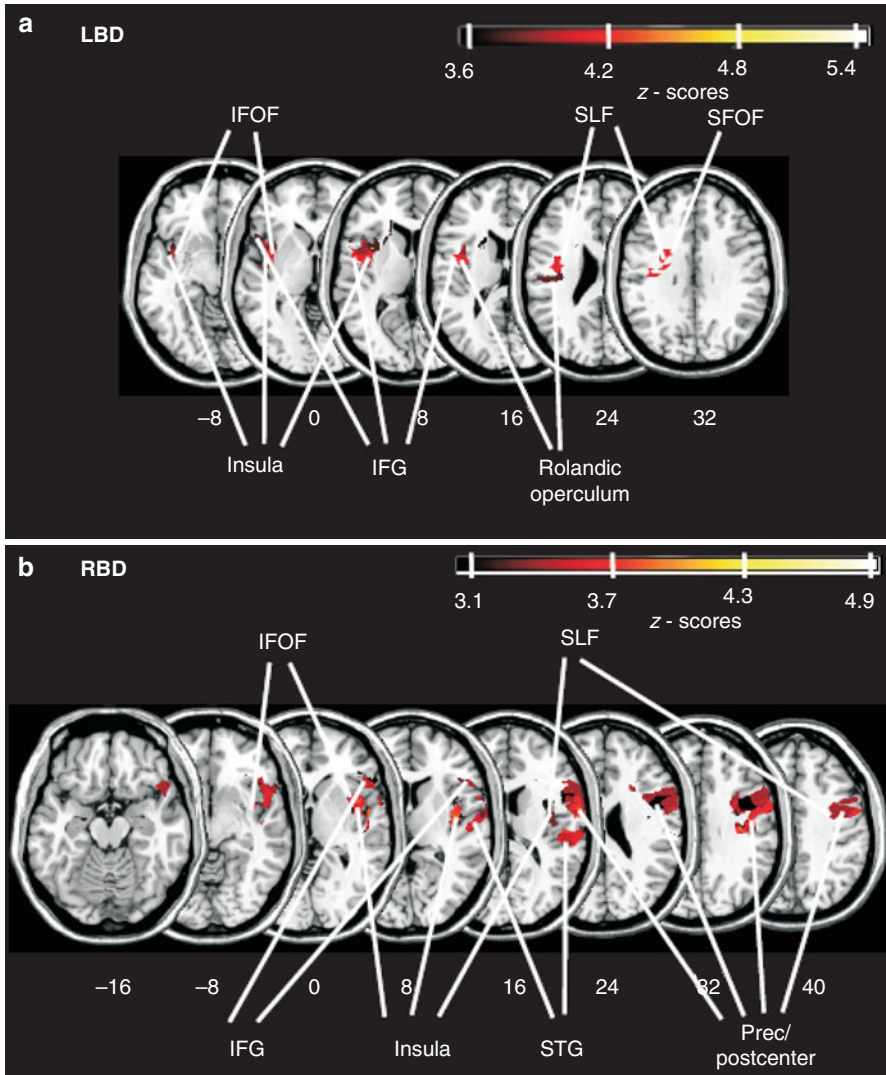 a LBD
3.6 4.2 4.8 5.4
z - scores
IFOF SLF SFOF
–8 0 8 16 24 32
Insula IFG Rolandic
operculum
b RBD
3.1 3.7 4.3 4.9
z - scores
IFOF SLF
–16 –8 0 8 16 24 32 40
IFG Insula STG Prec/
postcenter